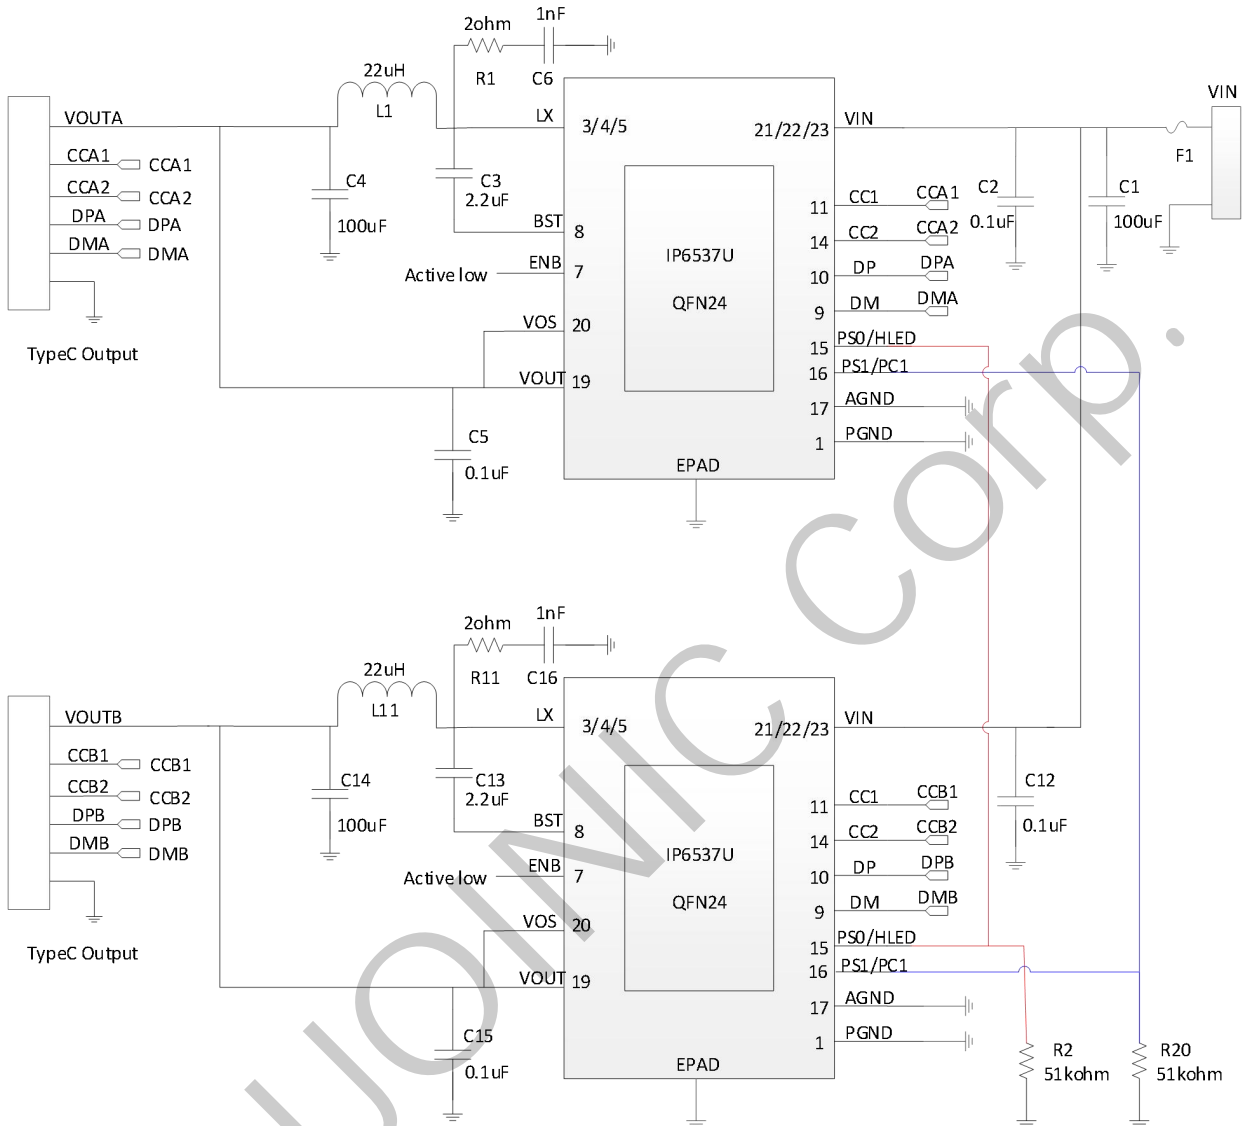 2ohm
1nF
R1
C6
22uH
L1
VIN
VOUTA
LX
3/4/5
21/22/23
VIN
F1
CCA1
CCA1
CCA2
CCA2
DPA
DPA
DMA
DMA
C4
100uF
C3
2.2uF
C2
0.1uF
C1
100uF
11
CC1
CCA1
14
CC2
CCA2
10
DP
DPA
9
DM
DMA
BST
8
Active low
ENB
7
VOS
20
VOUT
19
IP6537U
QFN24
15
PS0/HLED
16
PS1/PC1
17
AGND
1
PGND
TypeC Output
C5
0.1uF
EPAD
2ohm
1nF
R11
C16
22uH
L11
VOUTB
LX
3/4/5
21/22/23
VIN
CCB1
CCB1
CCB2
CCB2
DPB
DPB
DMB
DMB
C14
100uF
C13
2.2uF
C12
0.1uF
11
CC1
CCB1
14
CC2
CCB2
10
DP
DPB
9
DM
DMB
BST
8
Active low
ENB
7
VOS
20
VOUT
19
IP6537U
QFN24
15
PS0/HLED
16
PS1/PC1
17
AGND
1
PGND
TypeC Output
C15
0.1uF
EPAD
R2
51kohm
R20
51kohm
Corp.